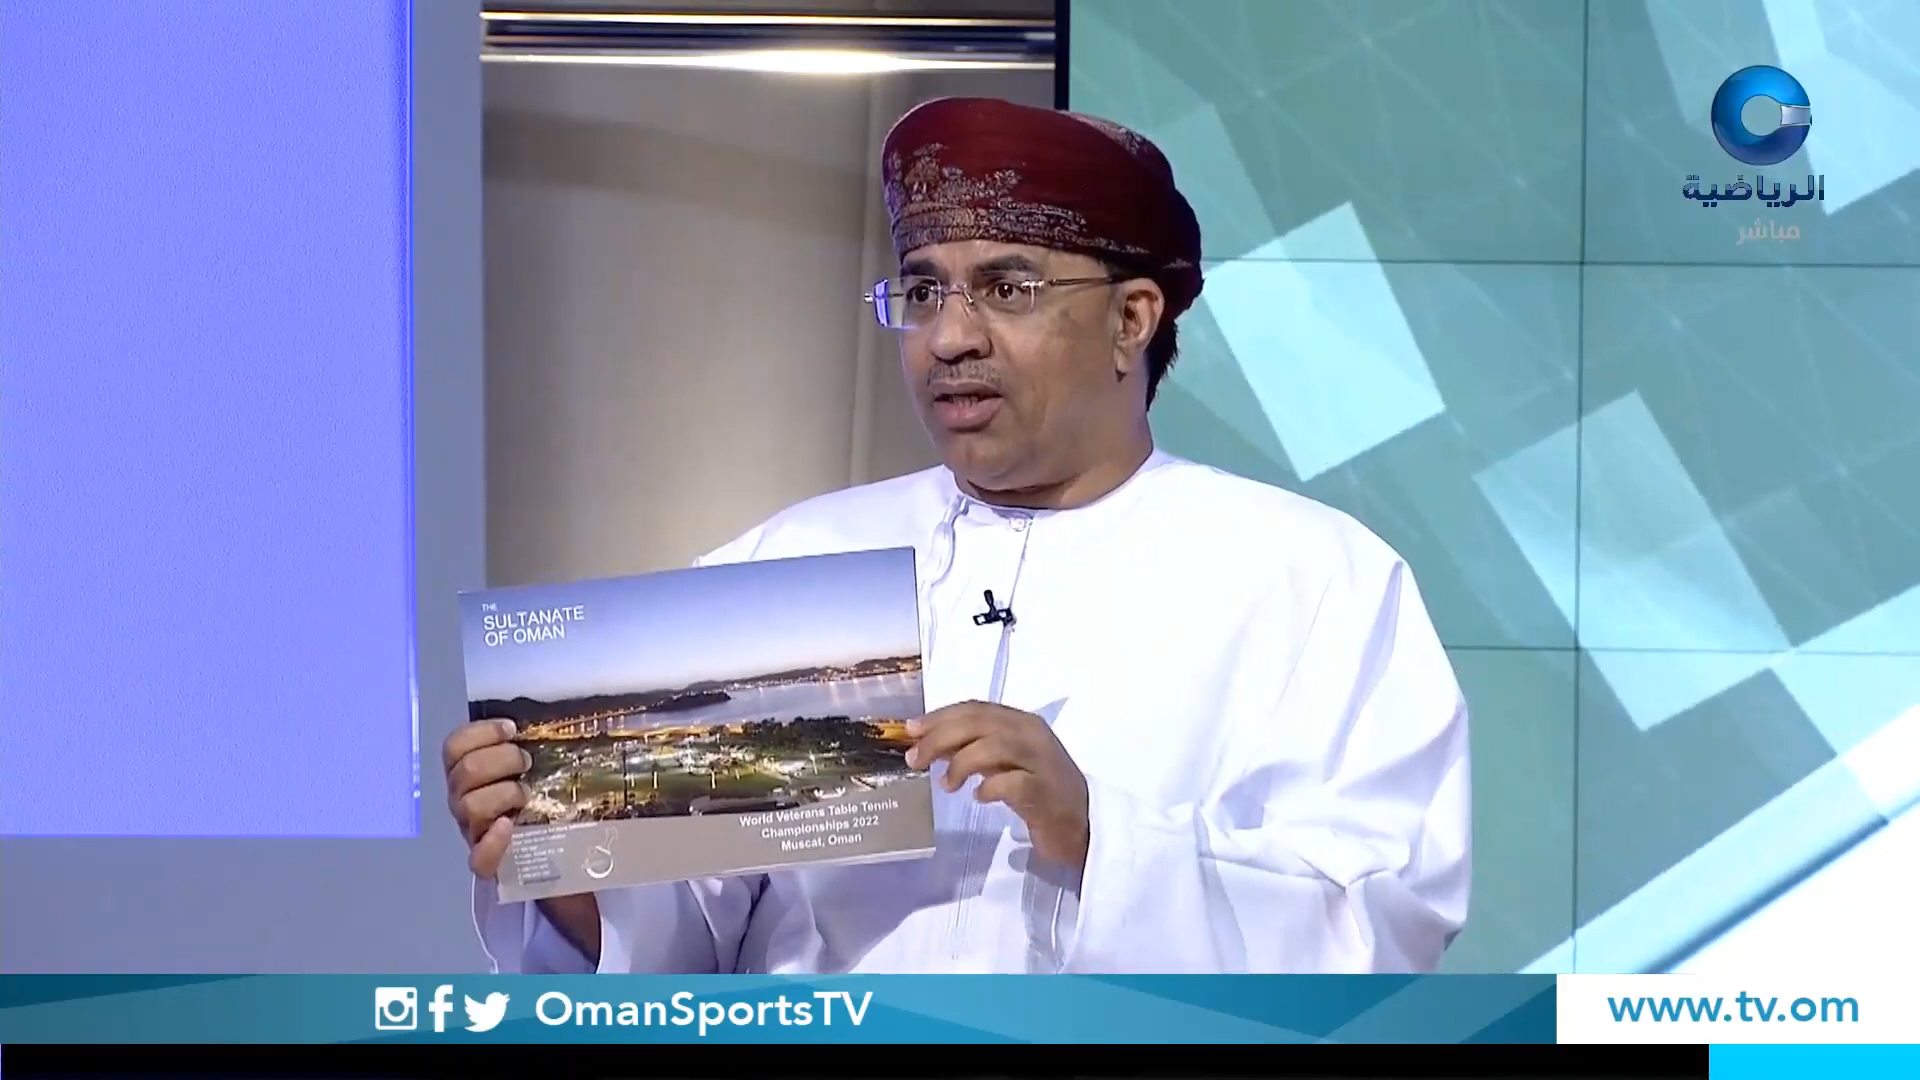 الرياضية
مباشر
THE
SULTANATE
OF OMAN
World Veterans Table Tennis
Championships 2022
Muscat, Oman
OmanSportsTV
www.tv.om